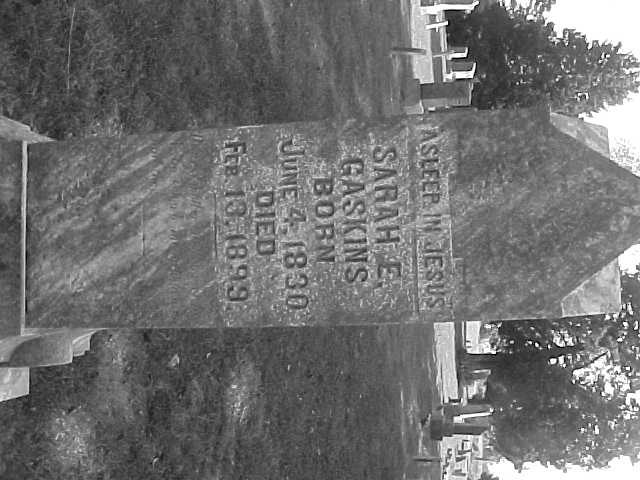 ASLEEP IN JESUS
SARAH E.
GASKINS
BORN
JUNE 4, 1830.
DIED
FEB. 13, 1899.